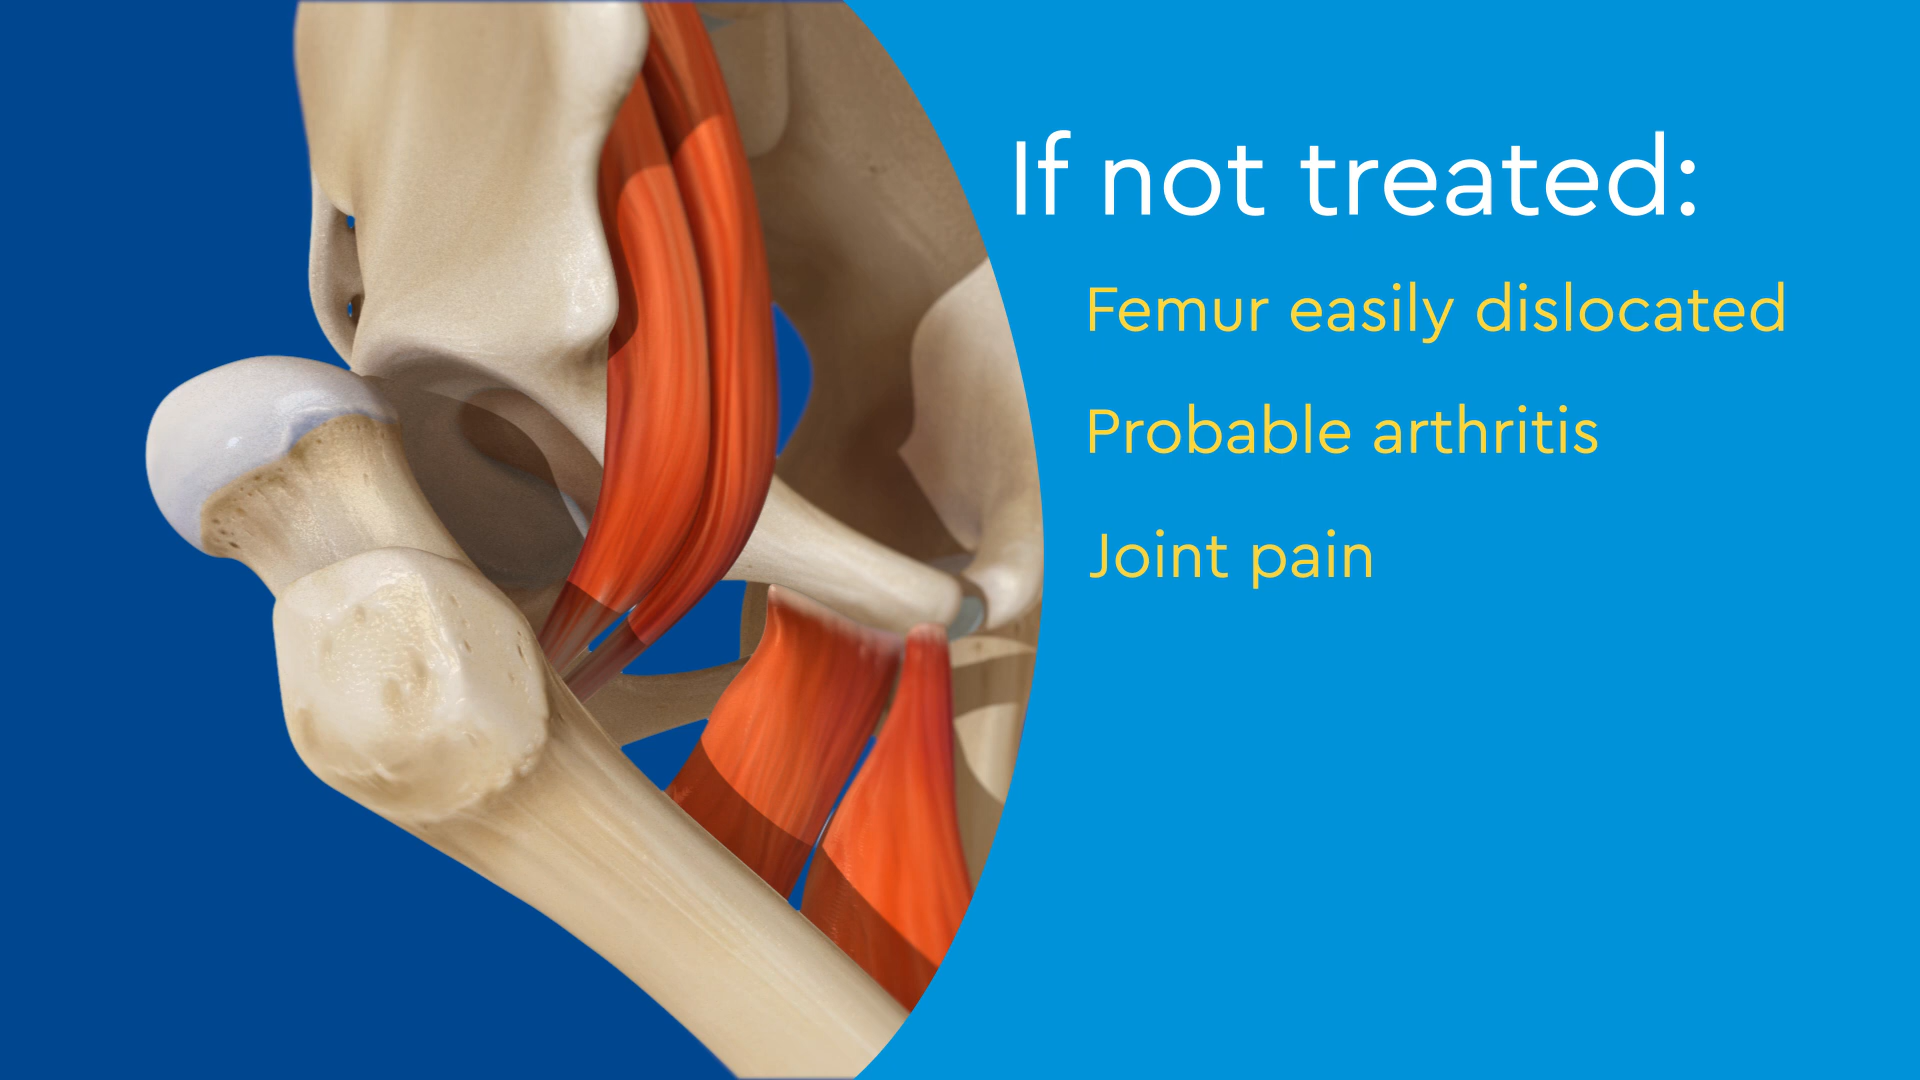 If not treated:
Femur easily dislocated
Probable arthritis
Joint pain